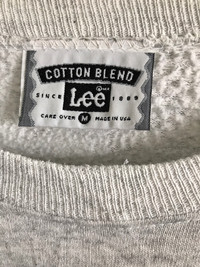 COTTON BLEND
SINCE Lee 1889
CARE OVER M MADE IN USA